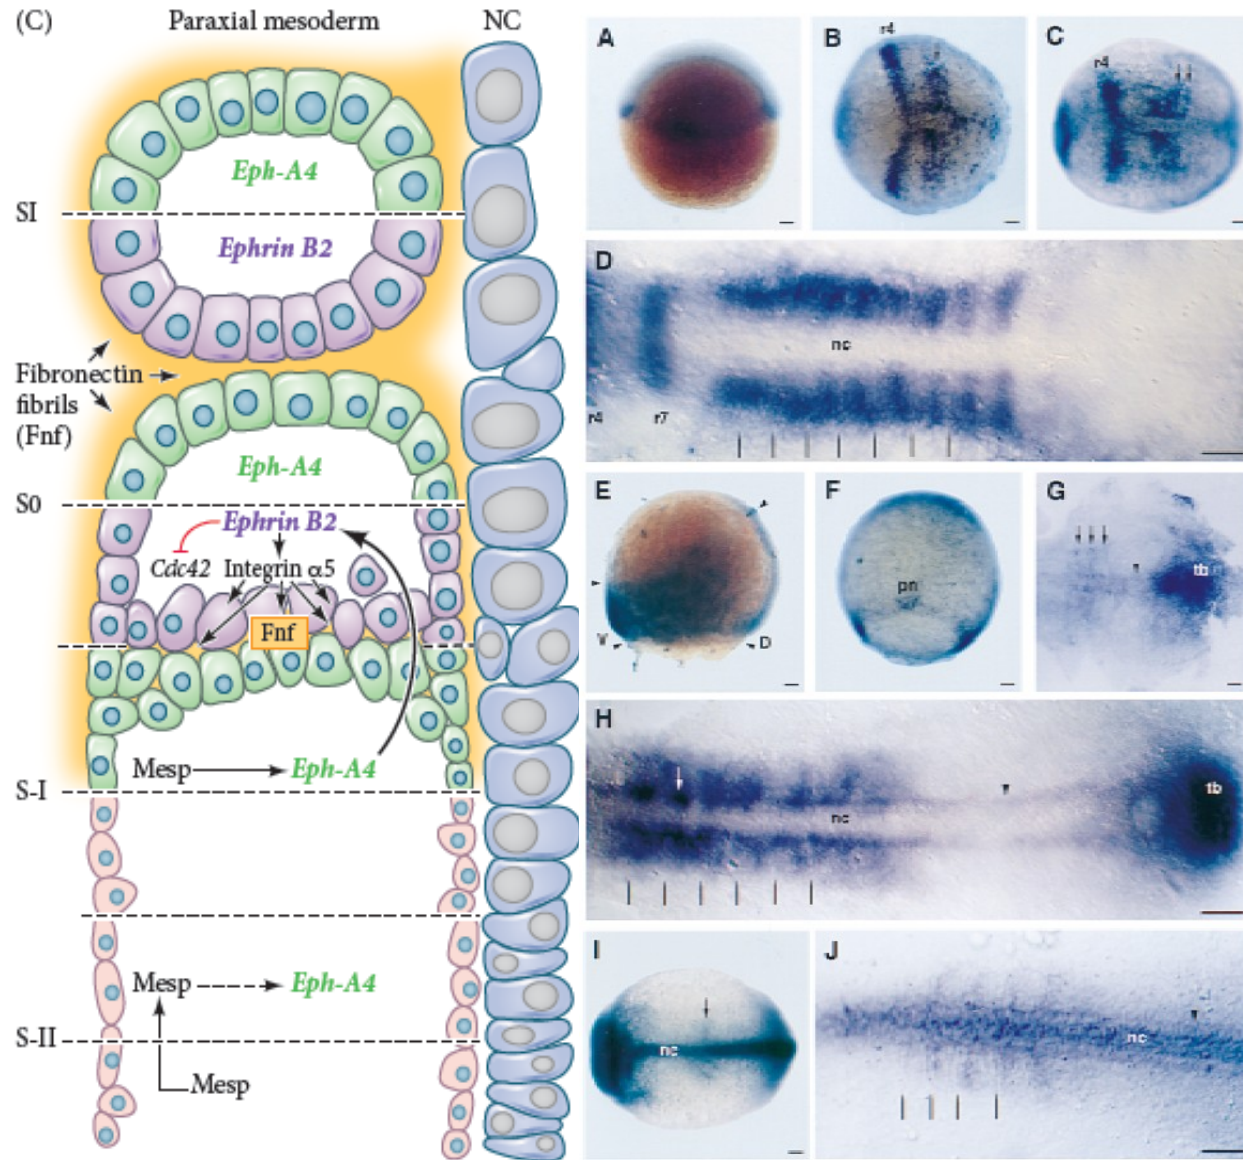 (C)
Paraxial mesoderm
NC
Eph-A4
SI
Ephrin B2
Fibronectin
fibrils
(Fnf)
Eph-A4
S0
Ephrin B2
Cdc42
Integrin α5
Fnf
Mesp
Eph-A4
S-I
Mesp
Eph-A4
S-II
Mesp
A
B
r4
C
r4
D
nc
r4
r7
E
V
D
F
pn
G
tb
H
nc
tb
I
nc
J
nc